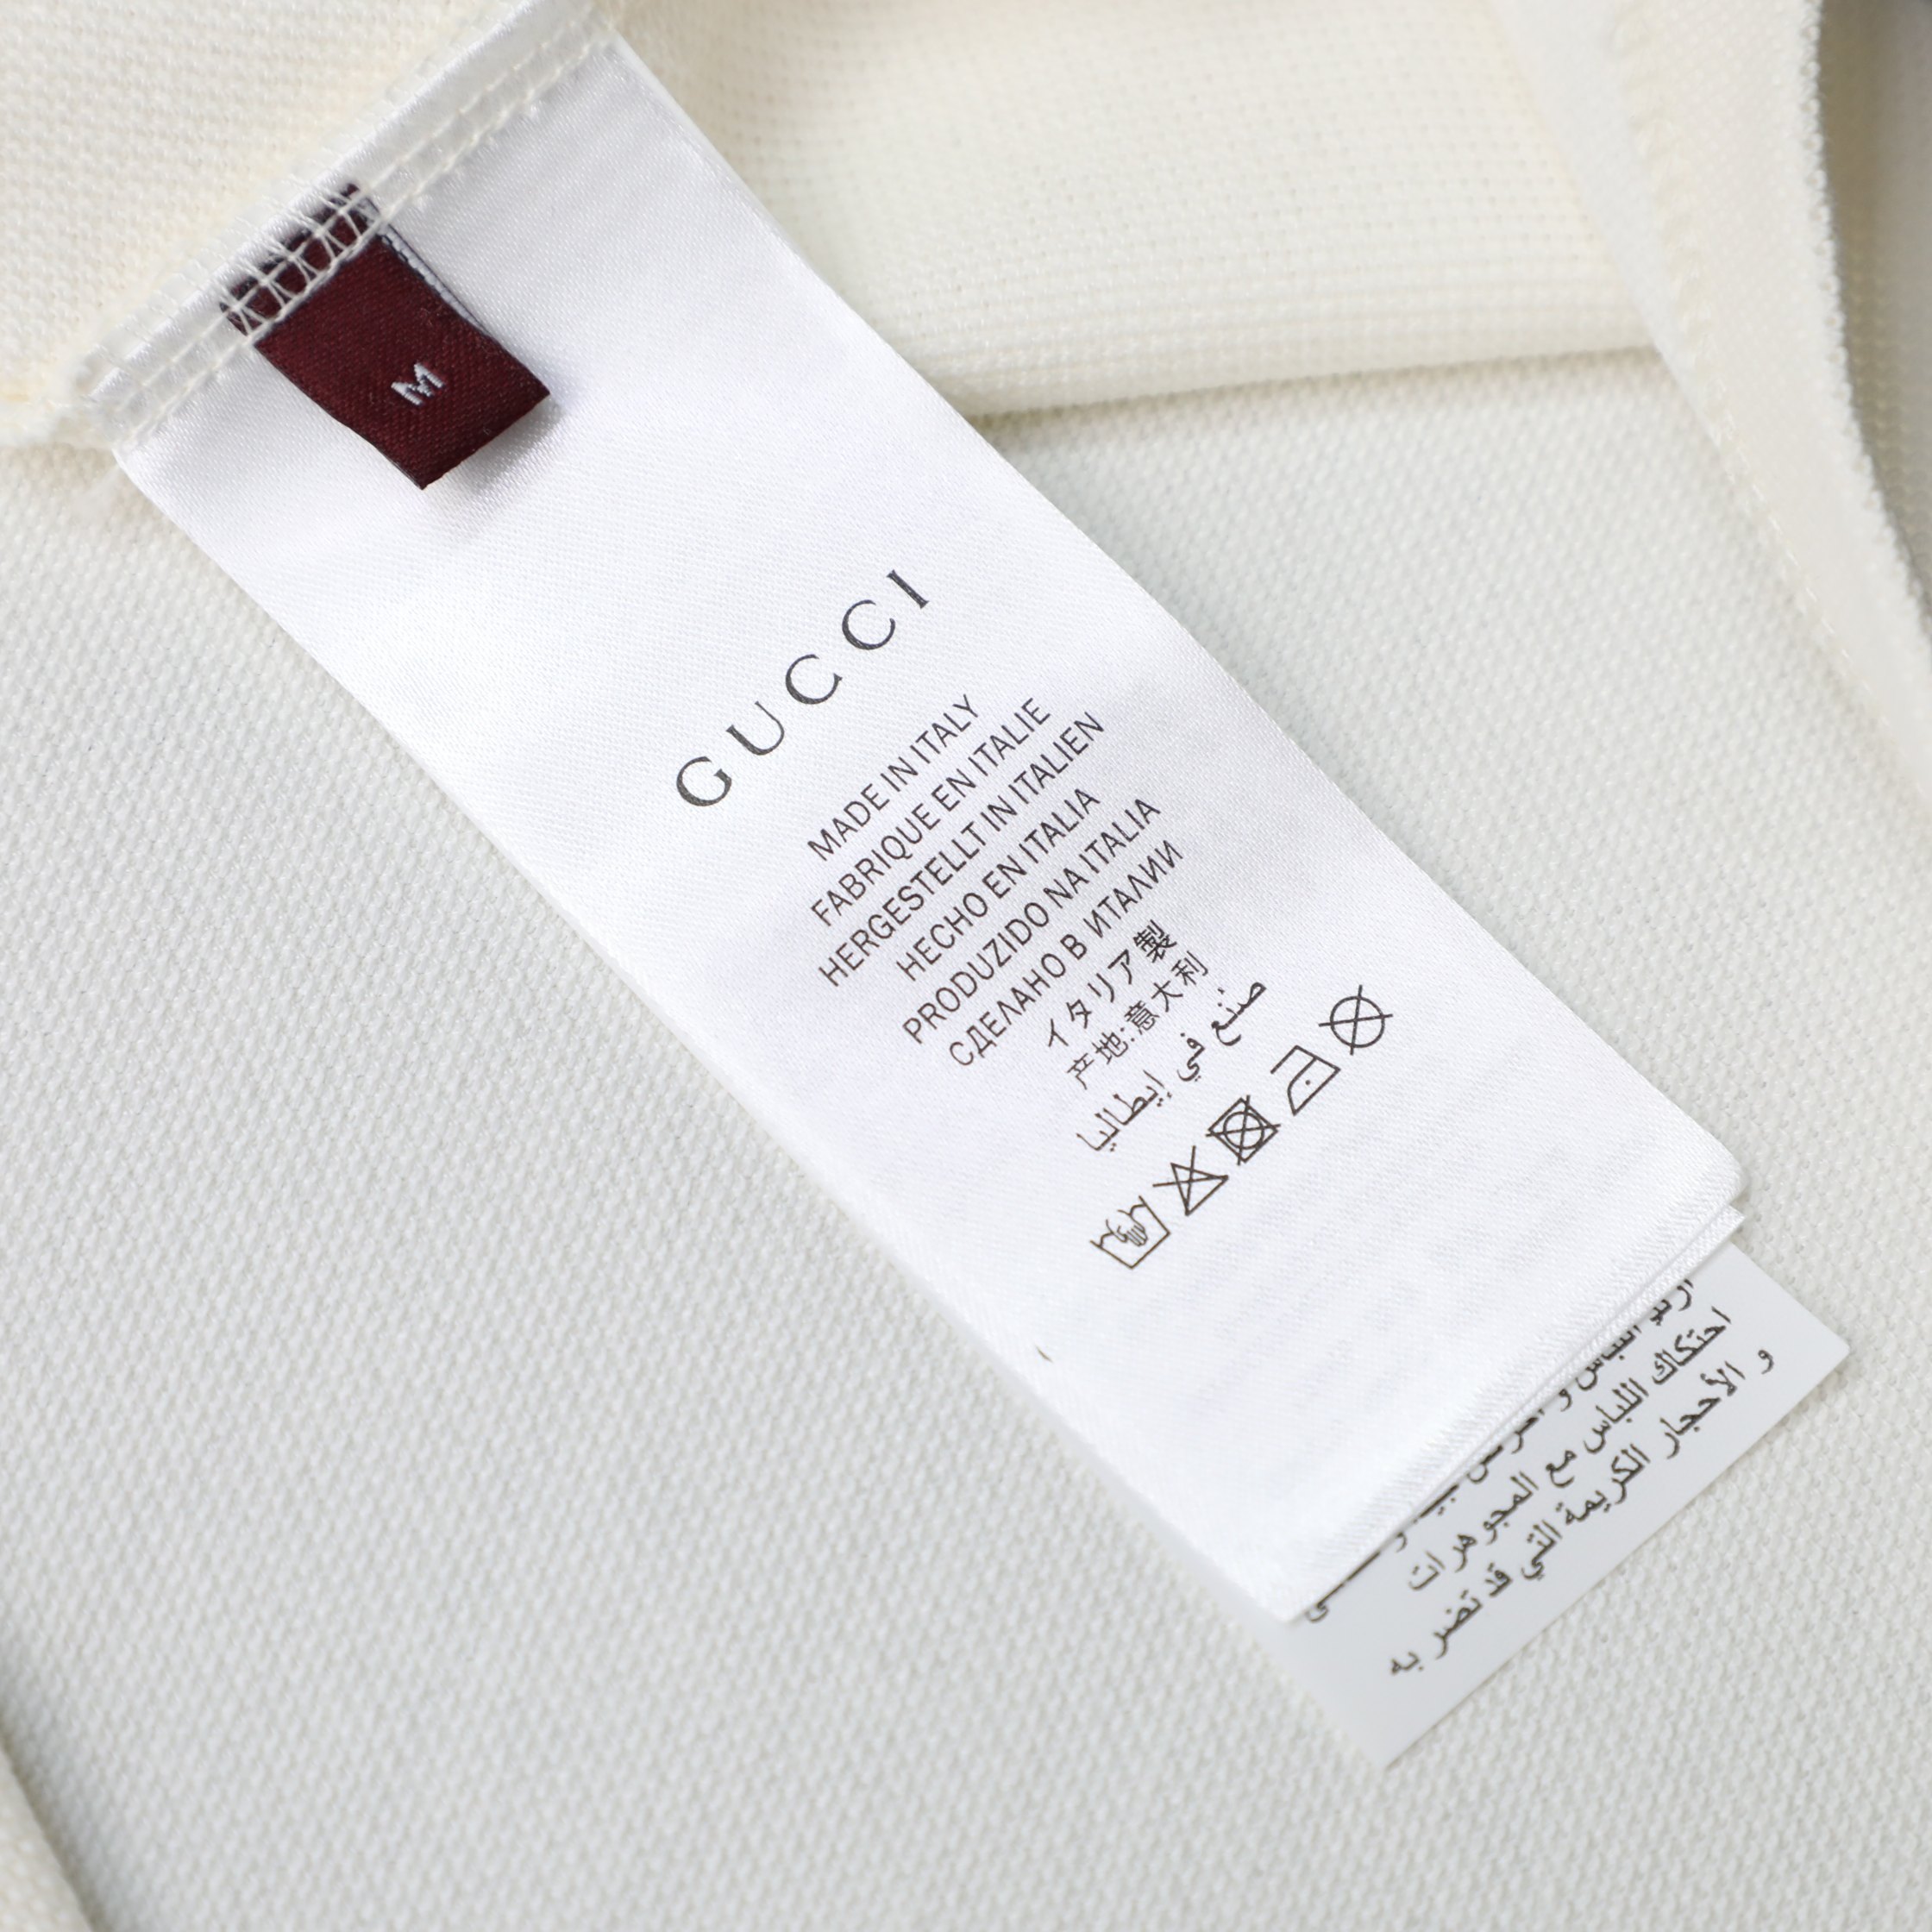 M
GUCCI
MADE IN ITALY
FABRIQUE EN ITALIE
HERGESTELLT IN ITALIEN
HECHO EN ITALIA
PRODUZIDO NA ITALIA
СДЕЛАНО В ИТАЛИИ
イタリア製
产地:意大利
صنع في إيطاليا
احتكاك اللباس مع المجوهرات
و الأحجار الكريمة التي قد تضر به